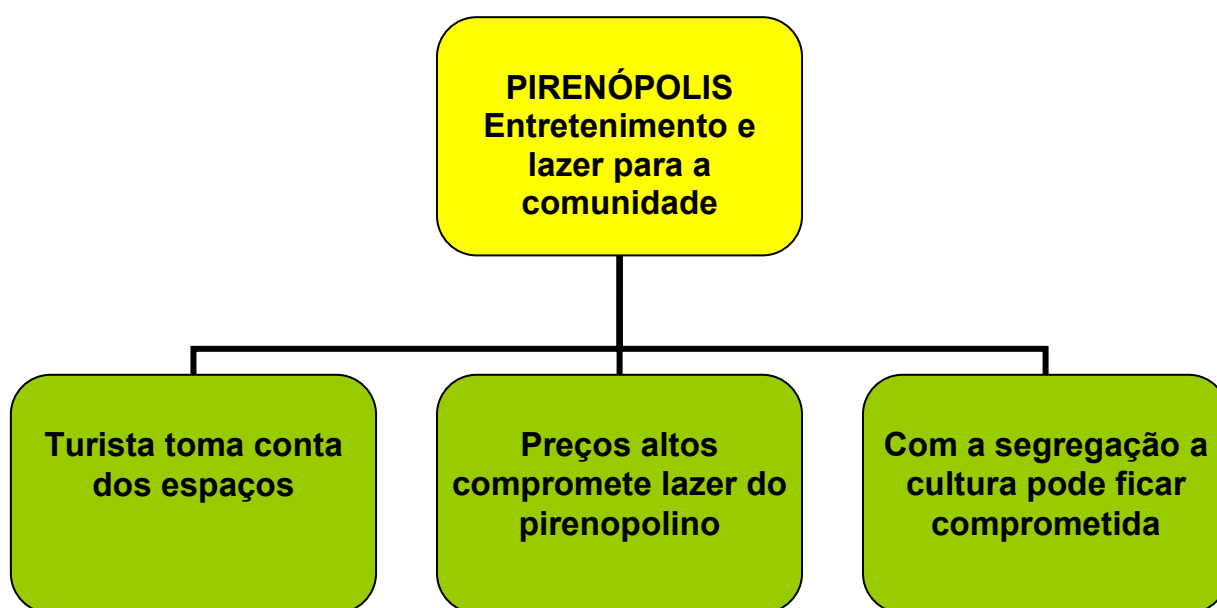 PIRENÓPOLIS
Entretenimento e
lazer para a
comunidade
Turista toma conta
dos espaços
Preços altos
compromete lazer do
pirenopolino
Com a segregação a
cultura pode ficar
comprometida